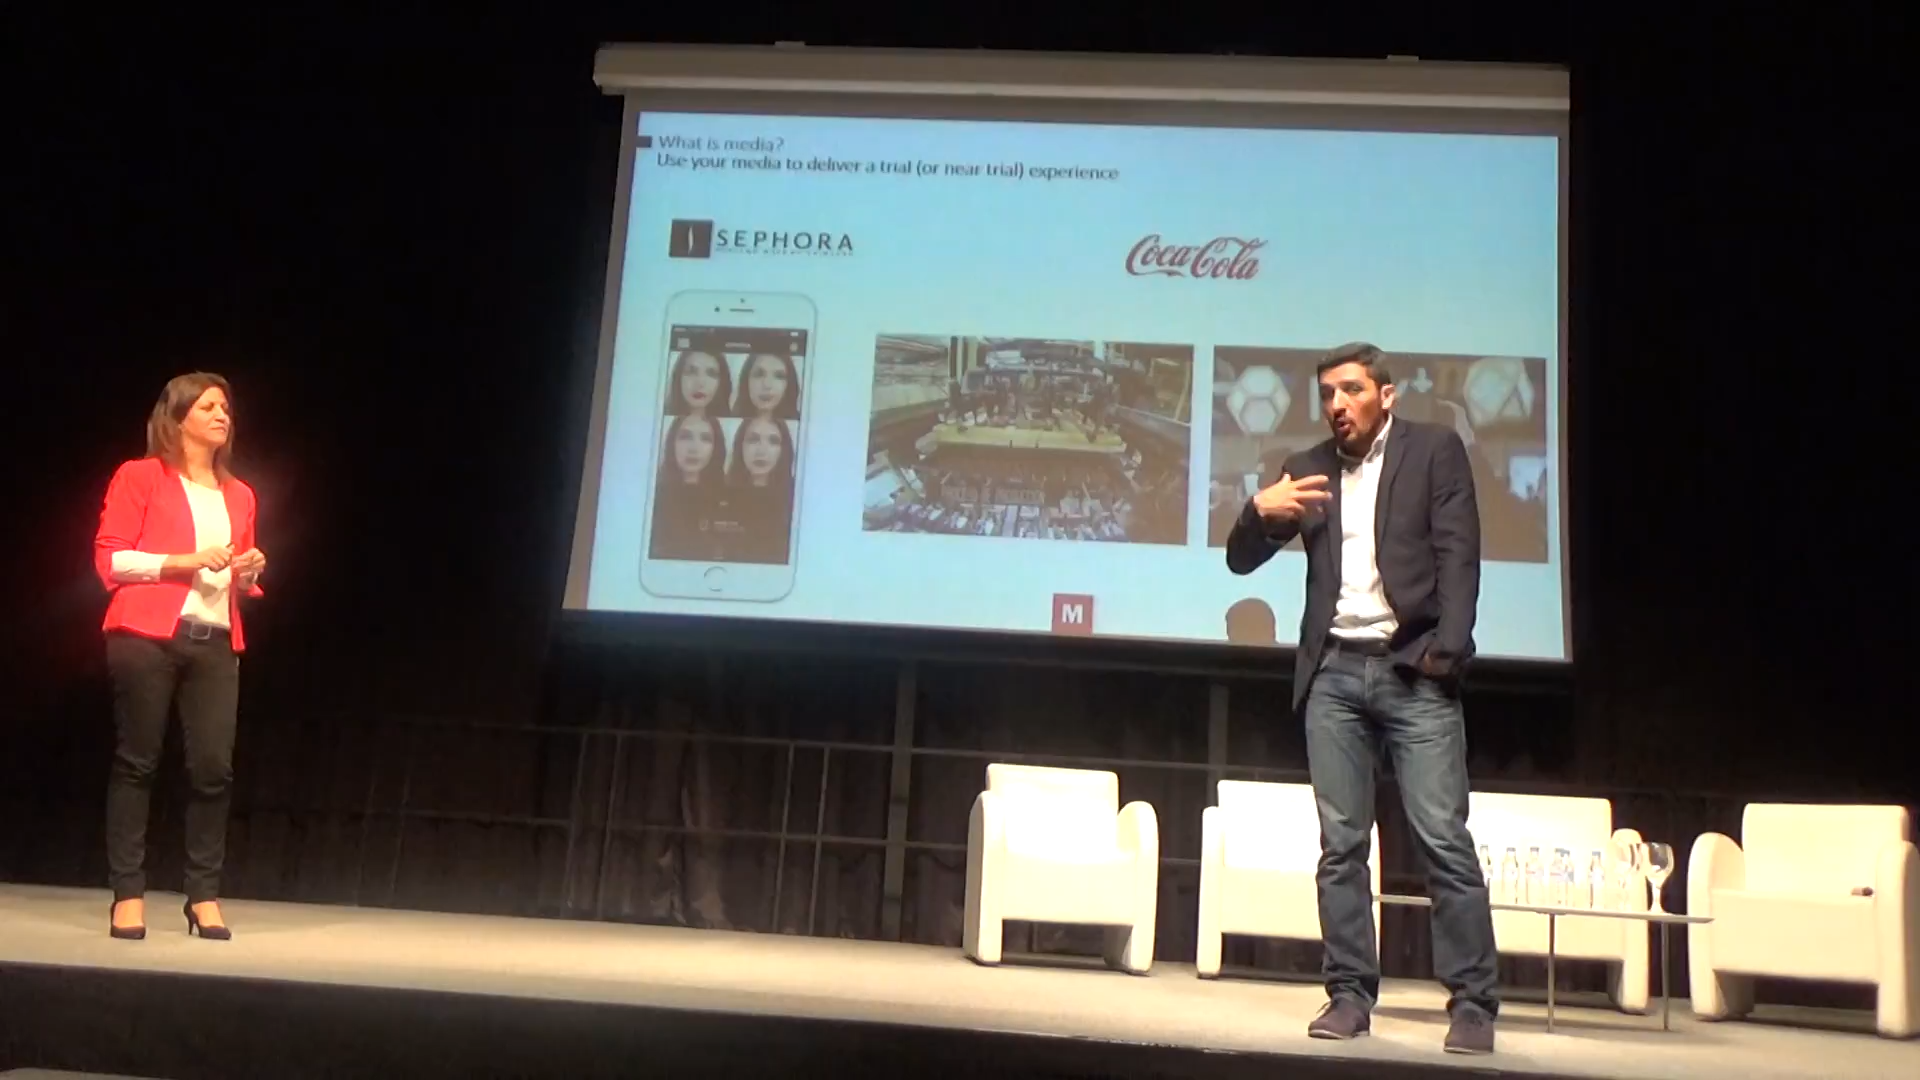 What is media?
Use your media to deliver a trial (or near trial) experience
SEPHORA
Coca-Cola
M